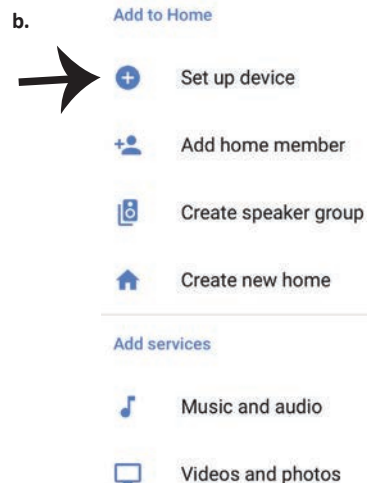 b.
Add to Home
Set up device
Add home member
Create speaker group
Create new home
Add services
Music and audio
Videos and photos